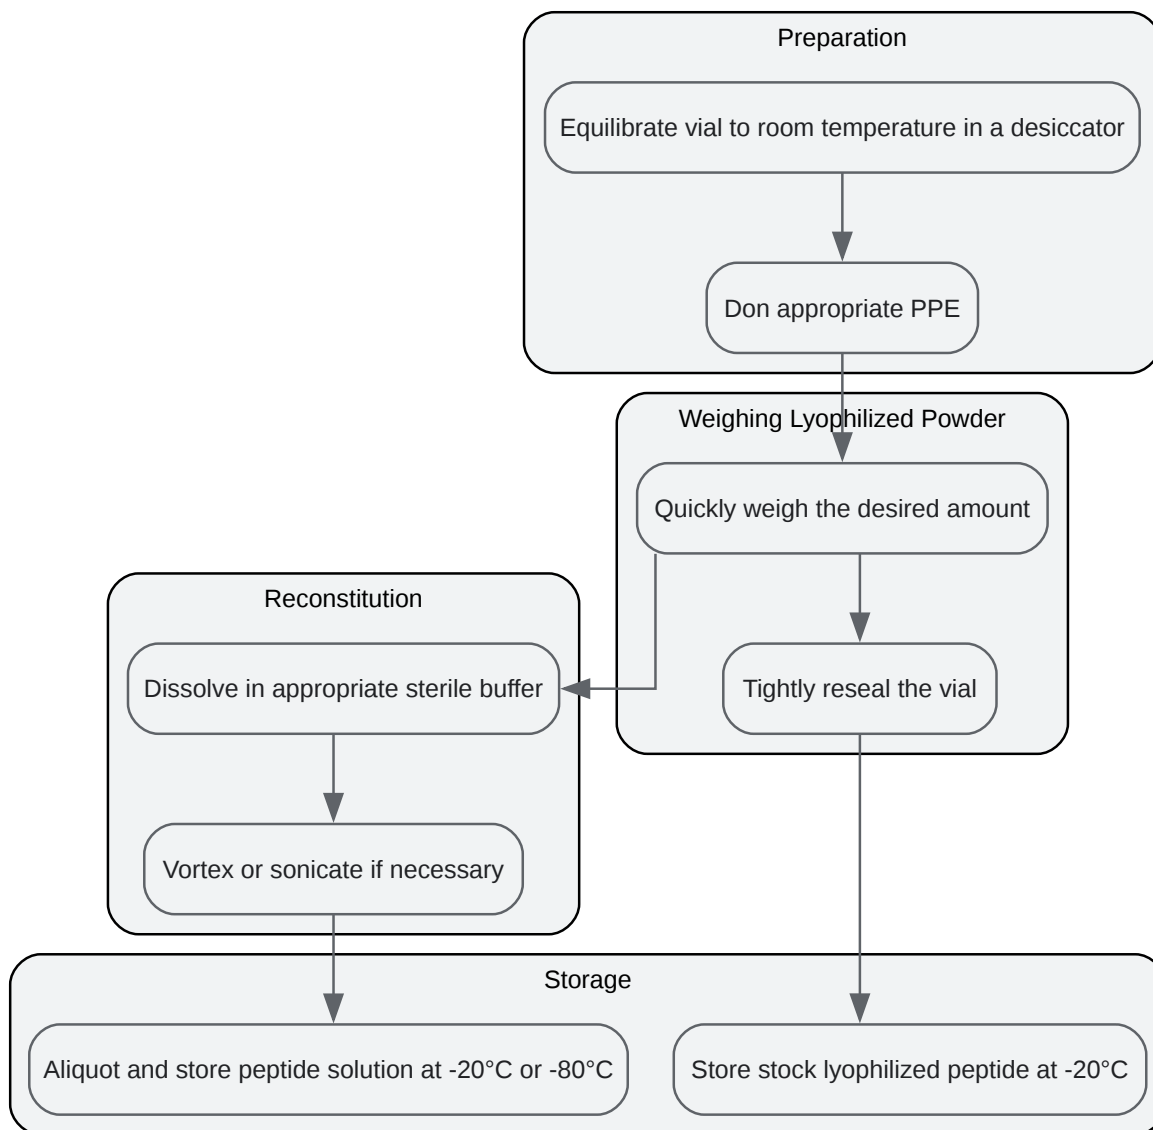 Preparation
Equilibrate vial to room temperature in a desiccator
Don appropriate PPE
Weighing Lyophilized Powder
Quickly weigh the desired amount
Tightly reseal the vial
Reconstitution
Dissolve in appropriate sterile buffer
Vortex or sonicate if necessary
Storage
Aliquot and store peptide solution at -20°C or -80°C
Store stock lyophilized peptide at -20°C